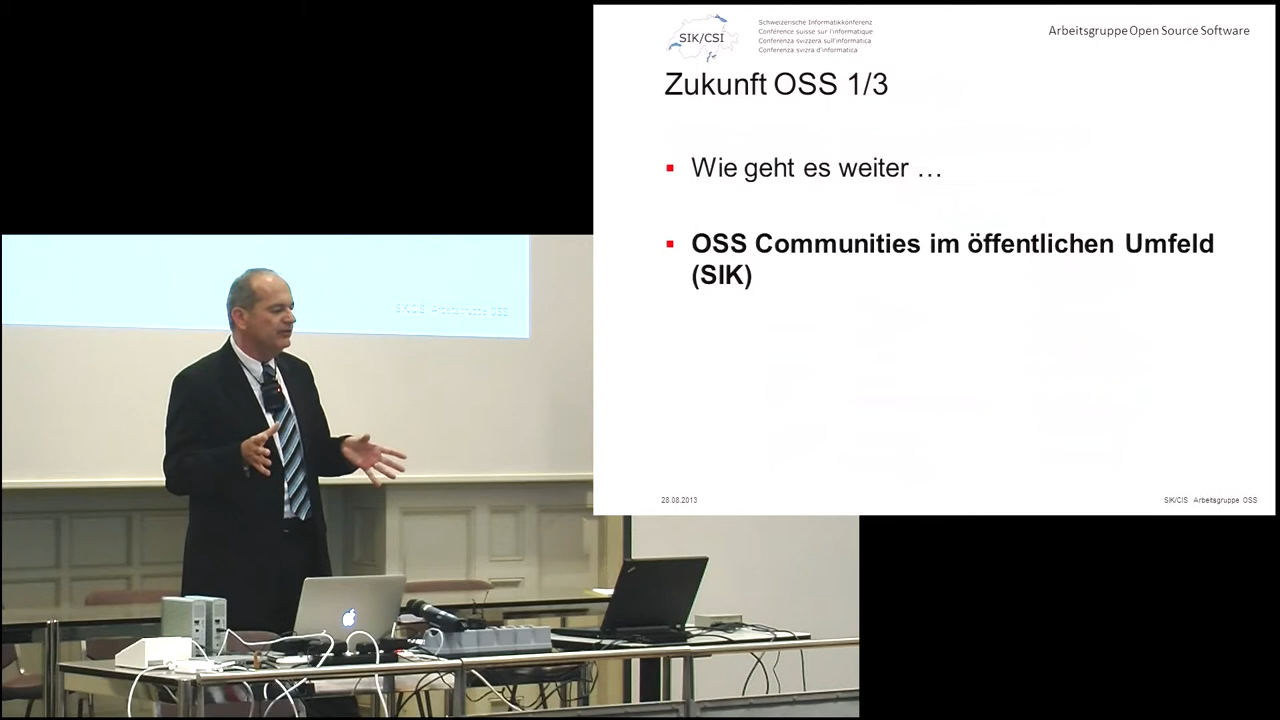 SIK/CSI
Schweizerische Informatikkonferenz
Conférence suisse sur l'informatique
Conferenza svizzera sull'informatica
Conferenza svizra d'informatica
Arbeitsgruppe Open Source Software
Zukunft OSS 1/3
Wie geht es weiter …
OSS Communities im öffentlichen Umfeld
(SIK)
28.08.2013
SIK/CIS Arbeitsgruppe OSS
Arbeitsgruppe OSS